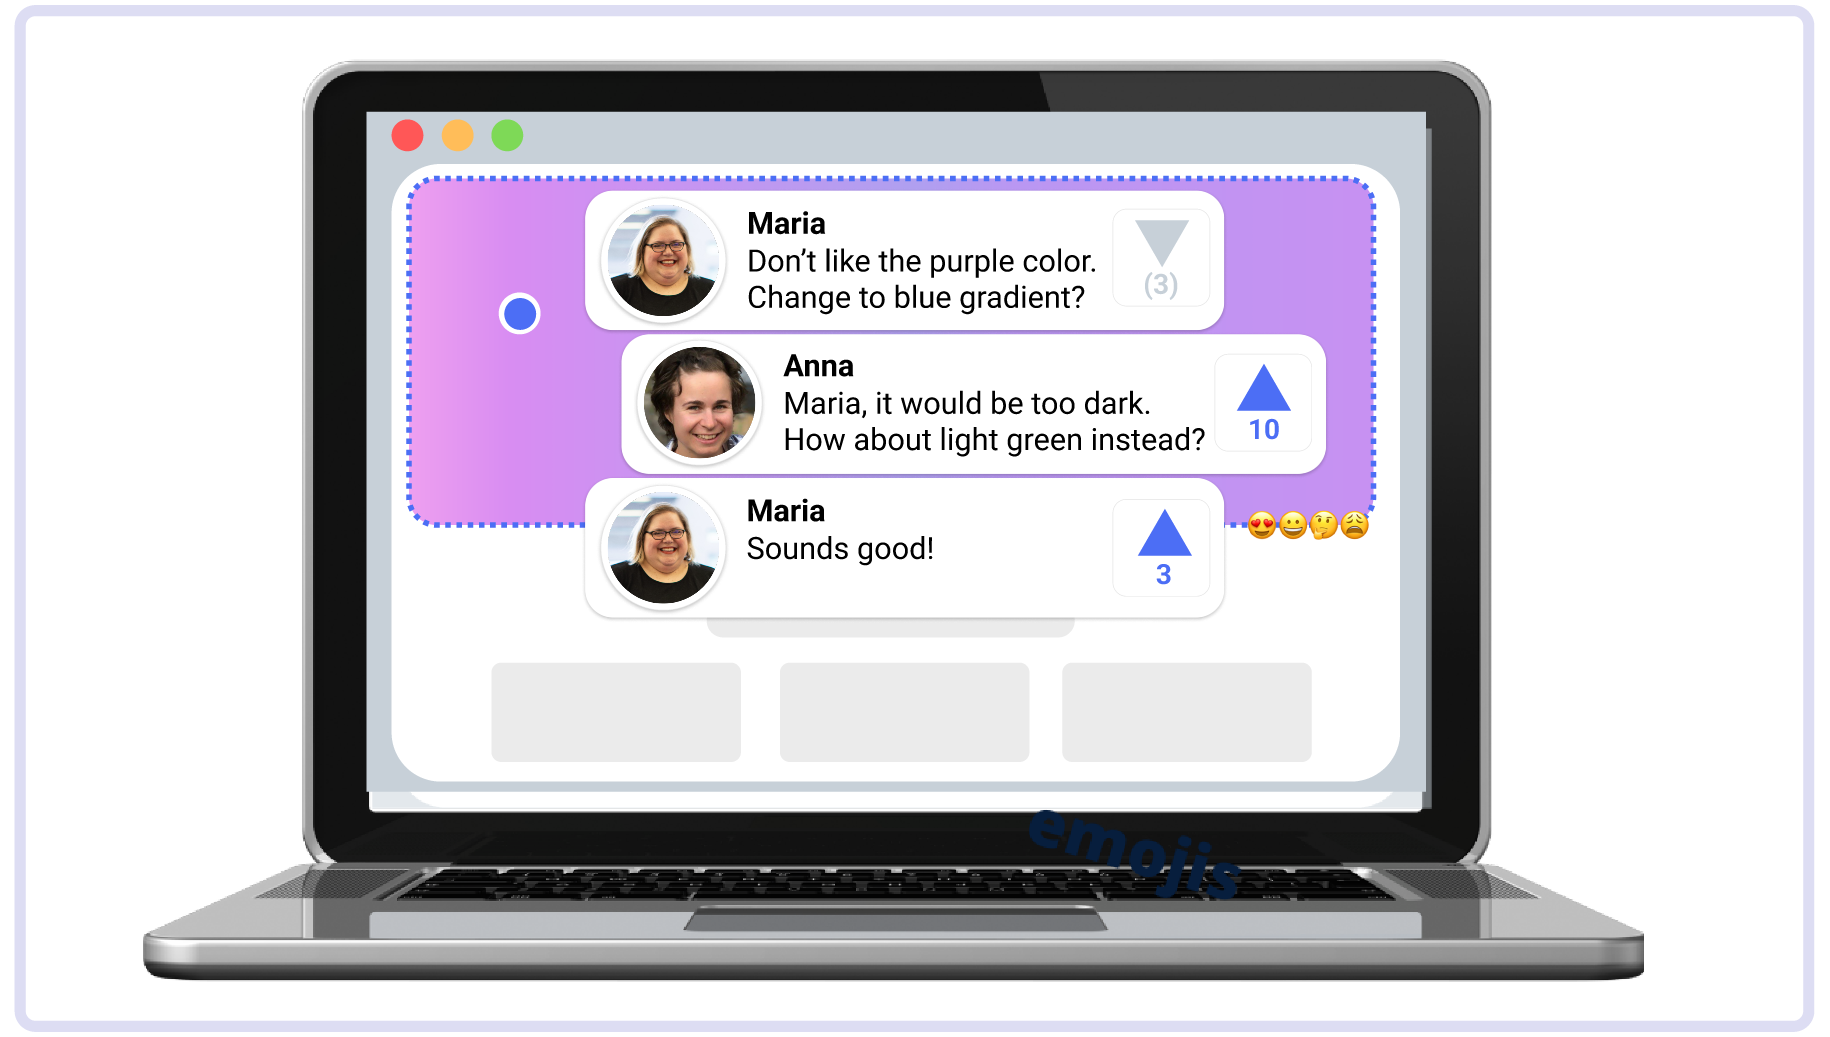 Maria
Don’t like the purple color.
Change to blue gradient?
(3)
Anna
Maria, it would be too dark.
How about light green instead?
10
Maria
Sounds good!
3
😍😀🤔😩
emojis